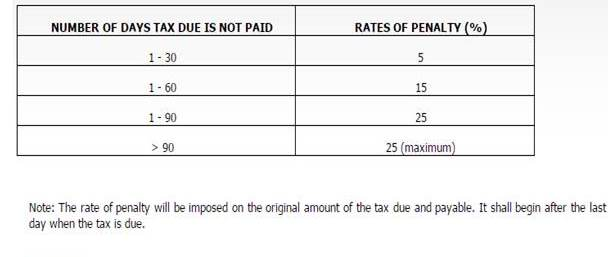 NUMBER OF DAYS TAX DUE IS NOT PAID RATES OF PENALTY (%)
1 - 30 5
1 - 60 15
1 - 90 25
> 90 25 (maximum)
Note: The rate of penalty will be imposed on the original amount of the tax due and payable. It shall begin after the last
day when the tax is due.